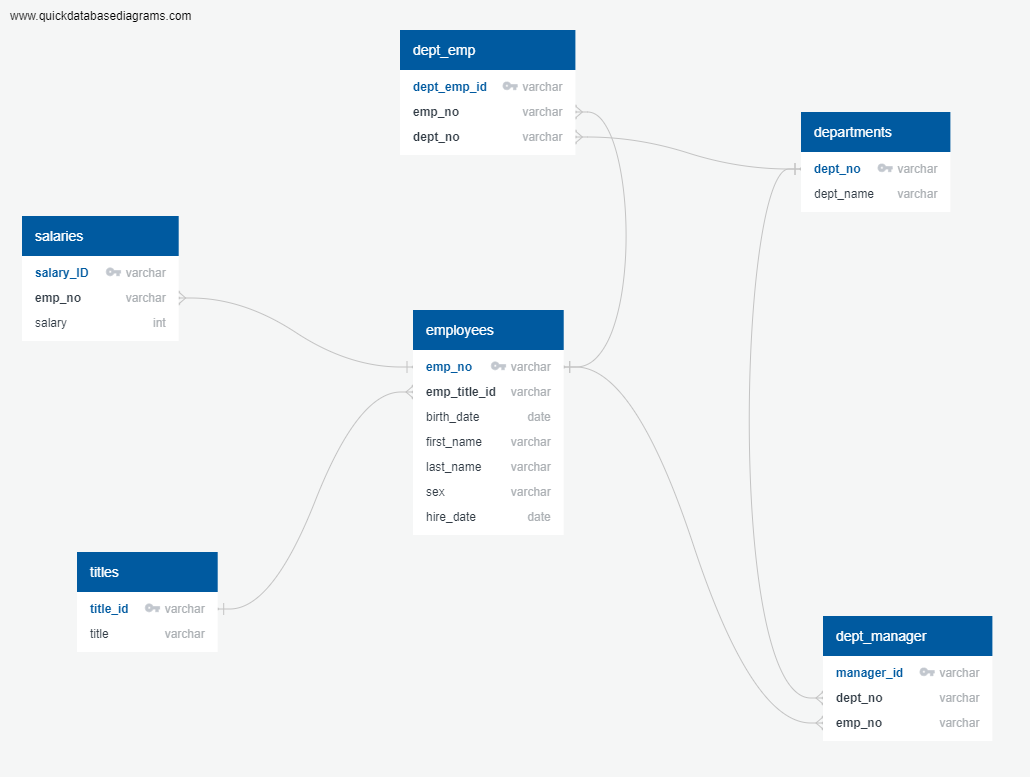 www.quickdatabasediagrams.com
dept_emp
dept_emp_id varchar
emp_no varchar
dept_no varchar
departments
dept_no varchar
dept_name varchar
salaries
salary_ID varchar
emp_no varchar
salary int
employees
emp_no varchar
emp_title_id varchar
birth_date date
first_name varchar
last_name varchar
sex varchar
hire_date date
titles
title_id varchar
title varchar
dept_manager
manager_id varchar
dept_no varchar
emp_no varchar